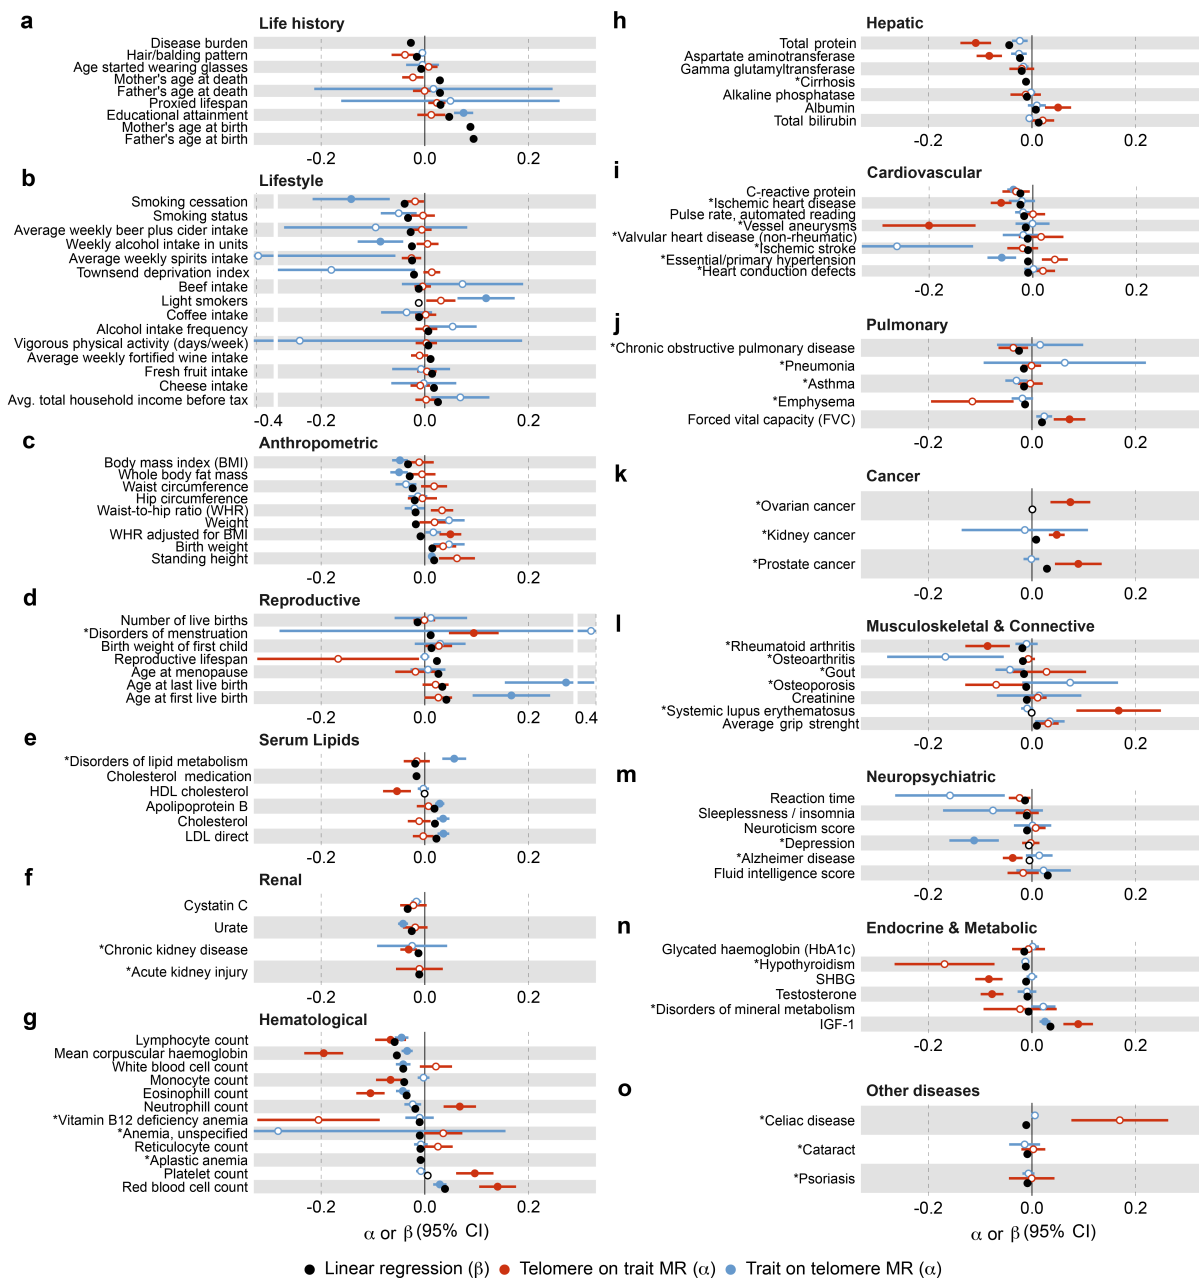 a
Life history
Disease burden
Hair/balding pattern
Age started wearing glasses
Mother's age at death
Father's age at death
Proxied lifespan
Educational attainment
Mother's age at birth
Father's age at birth
-0.2 0.0 0.2
b
Lifestyle
Smoking cessation
Smoking status
Average weekly beer plus cider intake
Weekly alcohol intake in units
Average weekly spirits intake
Townsend deprivation index
Beef intake
Light smokers
Coffee intake
Alcohol intake frequency
Vigorous physical activity (days/week)
Average weekly fortified wine intake
Fresh fruit intake
Cheese intake
Avg. total household income before tax
-0.4 -0.2 0.0 0.2
c
Anthropometric
Body mass index (BMI)
Whole body fat mass
Waist circumference
Hip circumference
Waist-to-hip ratio (WHR)
Weight
WHR adjusted for BMI
Birth weight
Standing height
-0.2 0.0 0.2
d
Reproductive
Number of live births
*Disorders of menstruation
Birth weight of first child
Reproductive lifespan
Age at menopause
Age at last live birth
Age at first live birth
-0.2 0.0 0.2 0.4
e
Serum Lipids
*Disorders of lipid metabolism
Cholesterol medication
HDL cholesterol
Apolipoprotein B
Cholesterol
LDL direct
-0.2 0.0 0.2
f
Renal
Cystatin C
Urate
*Chronic kidney disease
*Acute kidney injury
-0.2 0.0 0.2
g
Hematological
Lymphocyte count
Mean corpuscular haemoglobin
White blood cell count
Monocyte count
Eosinophill count
Neutrophill count
*Vitamin B12 deficiency anemia
*Anemia, unspecified
Reticulocyte count
*Aplastic anemia
Platelet count
Red blood cell count
-0.2 0.0 0.2
α or β (95% CI)
h
Hepatic
Total protein
Aspartate aminotransferase
Gamma glutamyltransferase
*Cirrhosis
Alkaline phosphatase
Albumin
Total bilirubin
-0.2 0.0 0.2
i
Cardiovascular
C-reactive protein
*Ischemic heart disease
Pulse rate, automated reading
*Vessel aneurysms
*Valvular heart disease (non-rheumatic)
*Ischemic stroke
*Essential/primary hypertension
*Heart conduction defects
-0.2 0.0 0.2
j
Pulmonary
*Chronic obstructive pulmonary disease
*Pneumonia
*Asthma
*Emphysema
Forced vital capacity (FVC)
-0.2 0.0 0.2
k
Cancer
*Ovarian cancer
*Kidney cancer
*Prostate cancer
-0.2 0.0 0.2
l
Musculoskeletal & Connective
*Rheumatoid arthritis
*Osteoarthritis
*Gout
*Osteoporosis
Creatinine
*Systemic lupus erythematosus
Average grip strenght
-0.2 0.0 0.2
m
Neuropsychiatric
Reaction time
Sleeplessness / insomnia
Neuroticism score
*Depression
*Alzheimer disease
Fluid intelligence score
-0.2 0.0 0.2
n
Endocrine & Metabolic
Glycated haemoglobin (HbA1c)
*Hypothyroidism
SHBG
Testosterone
*Disorders of mineral metabolism
IGF-1
-0.2 0.0 0.2
o
Other diseases
*Celiac disease
*Cataract
*Psoriasis
-0.2 0.0 0.2
α or β (95% CI)
Linear regression (β) Telomere on trait MR (α) Trait on telomere MR (α)